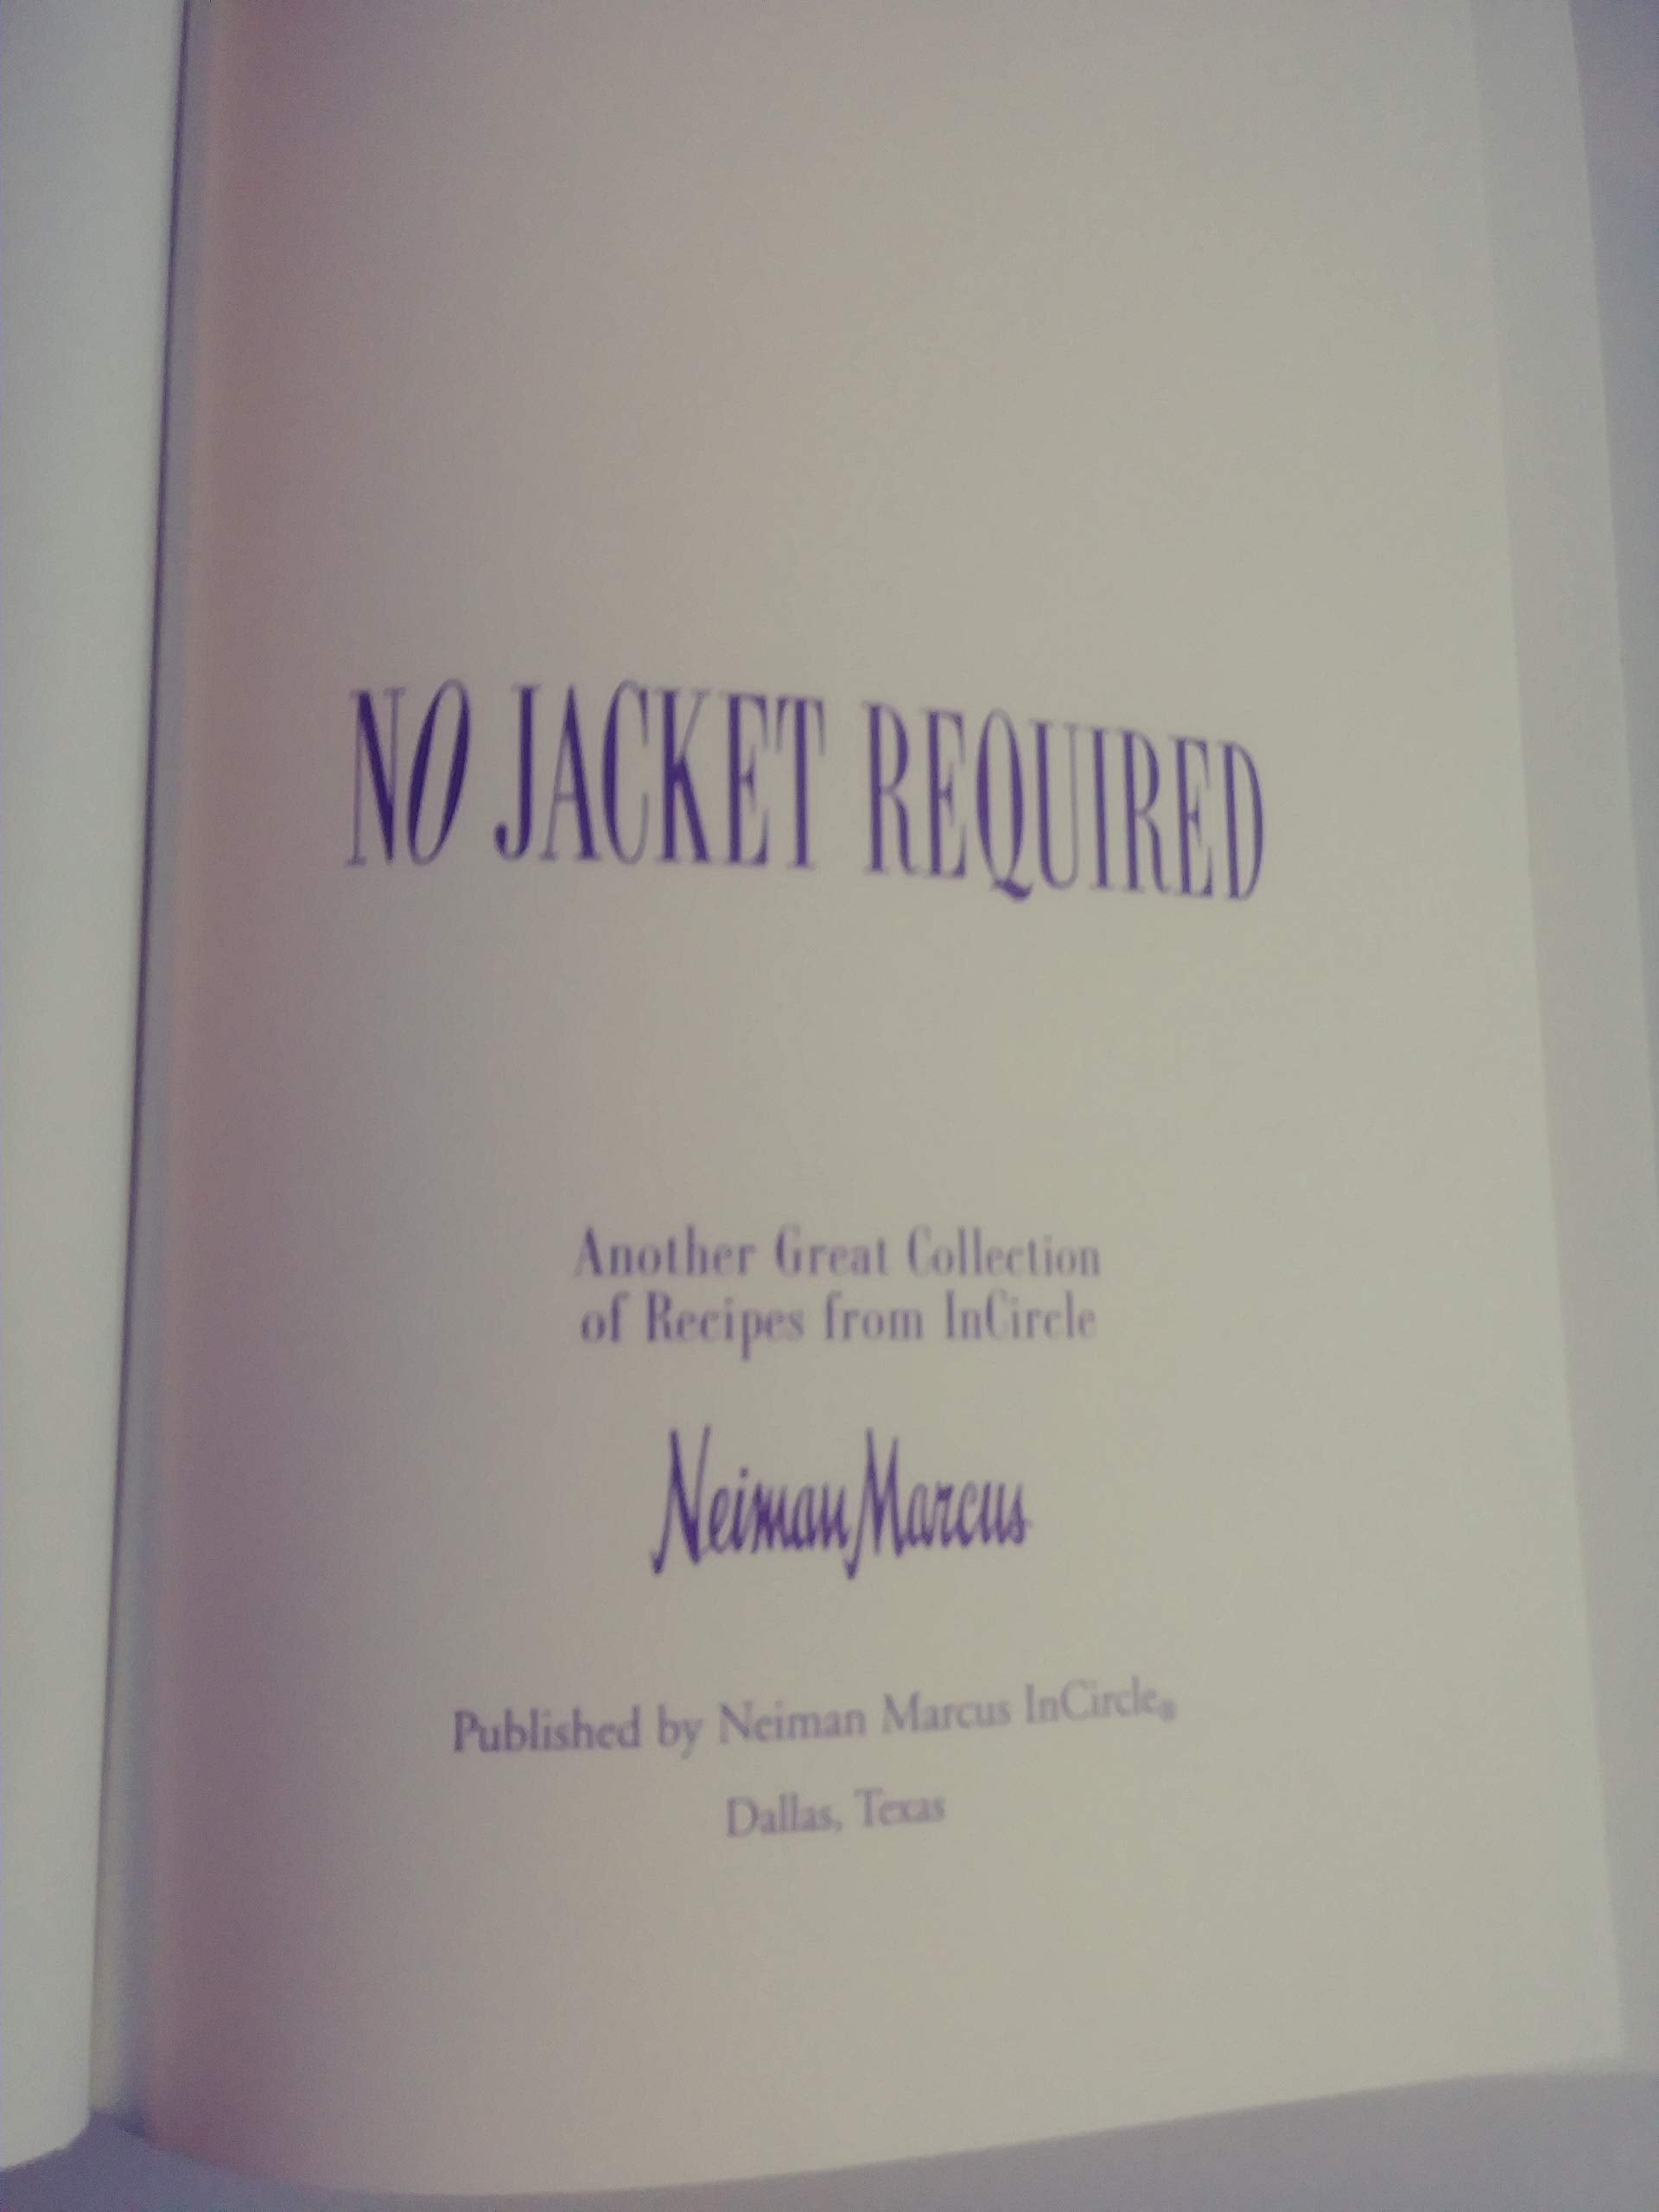 NO JACKET REQUIRED
Another Great Collection
of Recipes from InCircle
Neiman Marcus
Published by Neiman Marcus InCircle®
Dallas, Texas